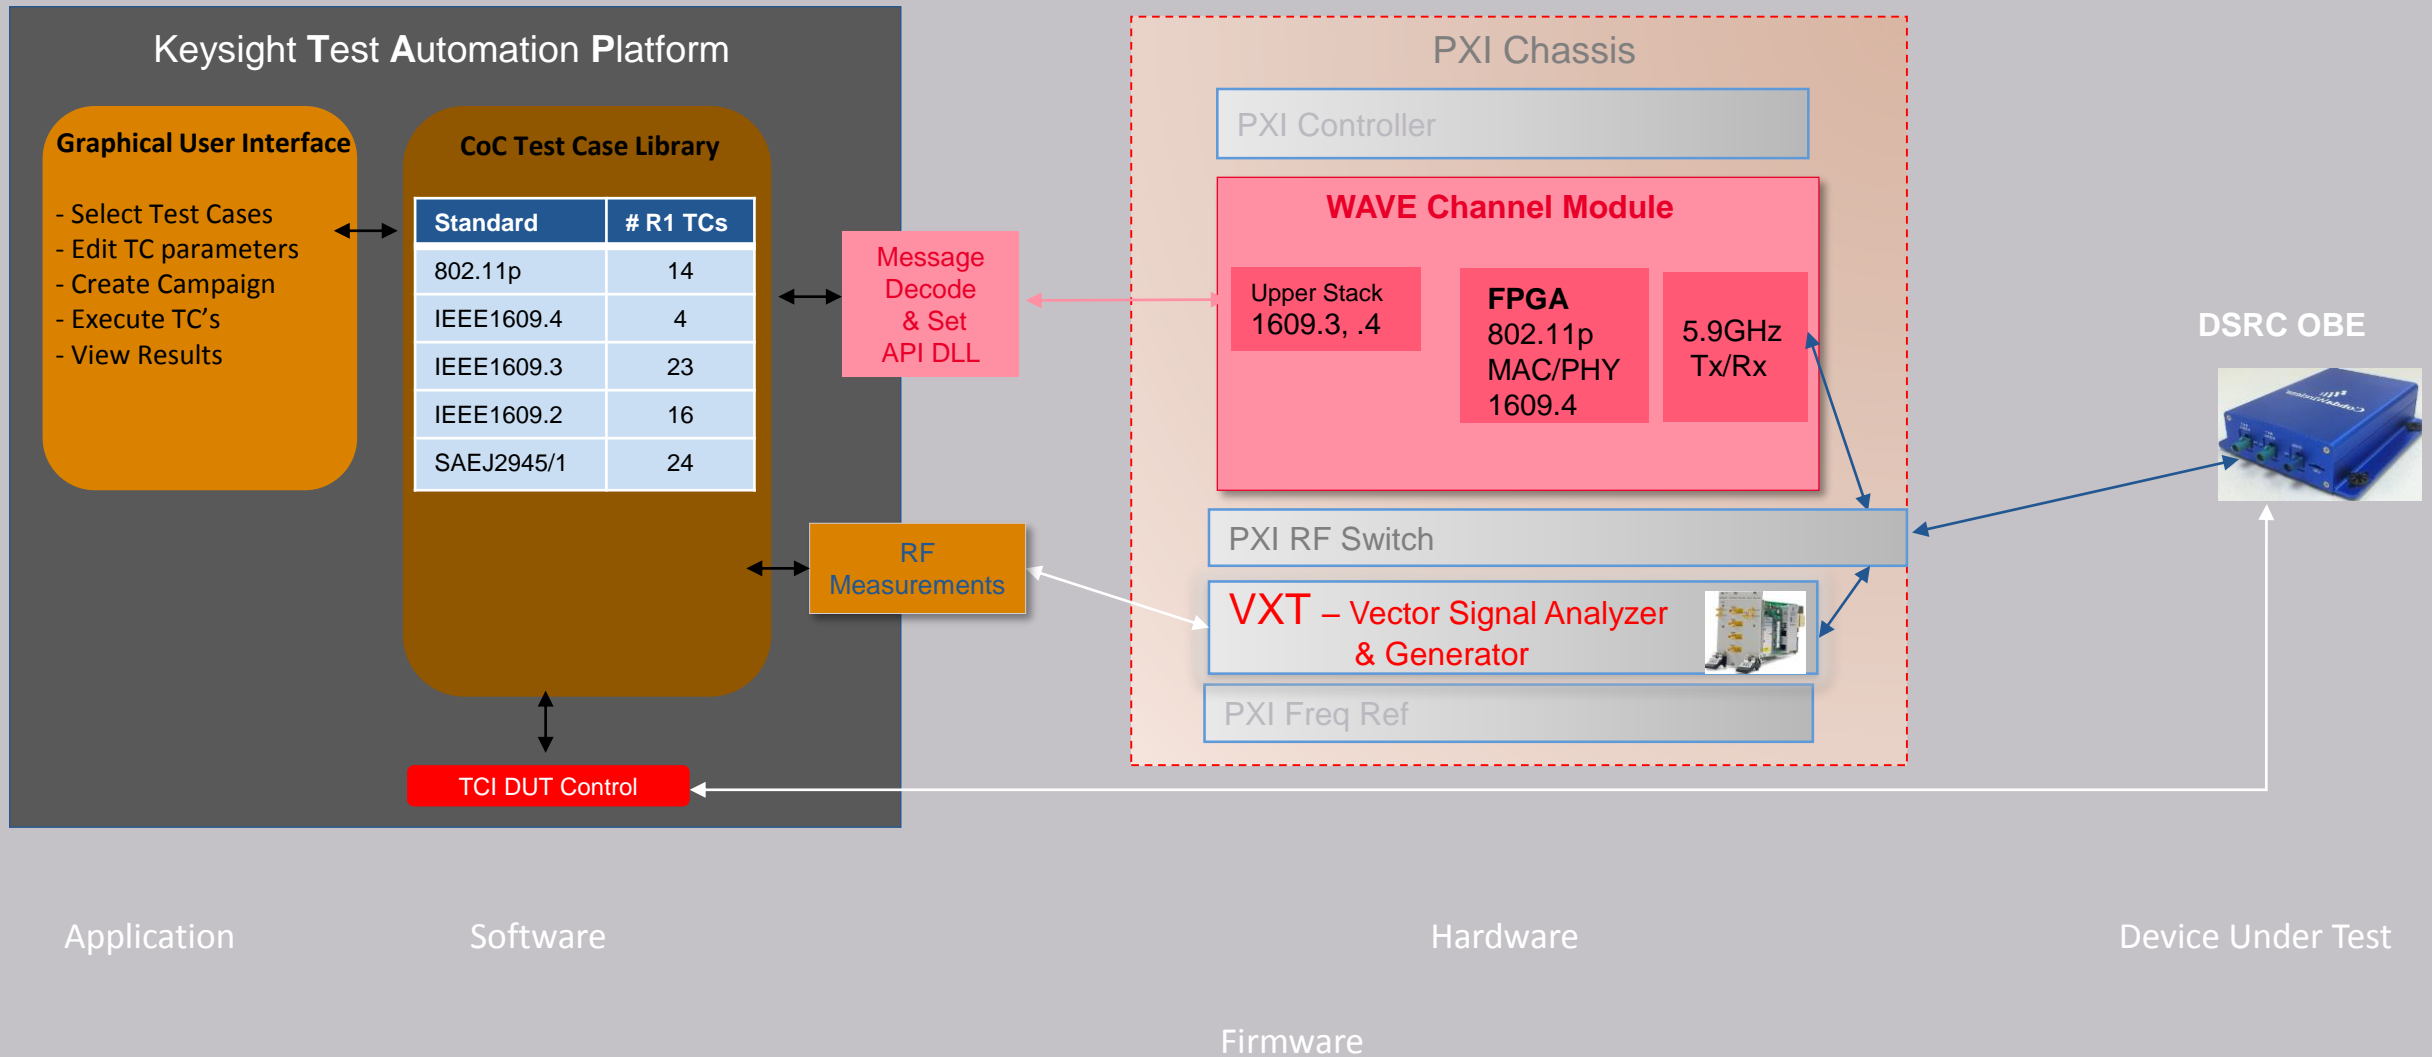 Keysight Test Automation Platform
Graphical User Interface
- Select Test Cases
- Edit TC parameters
- Create Campaign
- Execute TC's
- View Results
CoC Test Case Library
Standard # R1 TCs
802.11p 14
IEEE1609.4 4
IEEE1609.3 23
IEEE1609.2 16
SAEJ2945/1 24
Message
Decode
& Set
API DLL
RF
Measurements
TCI DUT Control
PXI Chassis
PXI Controller
WAVE Channel Module
Upper Stack
1609.3, .4
FPGA
802.11p
MAC/PHY
1609.4
5.9GHz
Tx/Rx
PXI RF Switch
VXT – Vector Signal Analyzer
& Generator
PXI Freq Ref
DSRC OBE
Application
Software
Hardware
Device Under Test
Firmware